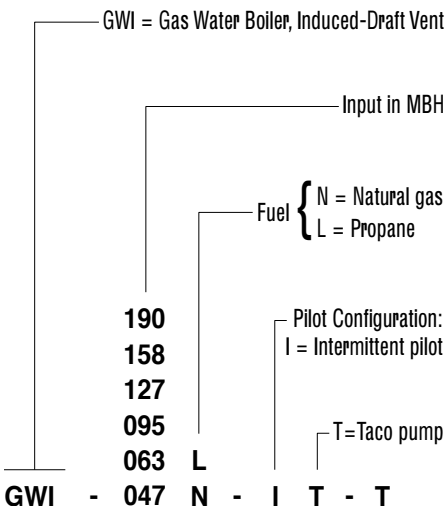 GWI = Gas Water Boiler, Induced-Draft Vent
Input in MBH
Fuel { N = Natural gas
L = Propane
190
158
127
095
063 L
Pilot Configuration:
I = Intermittent pilot
T=Taco pump
GWI - 047 N - I T - T